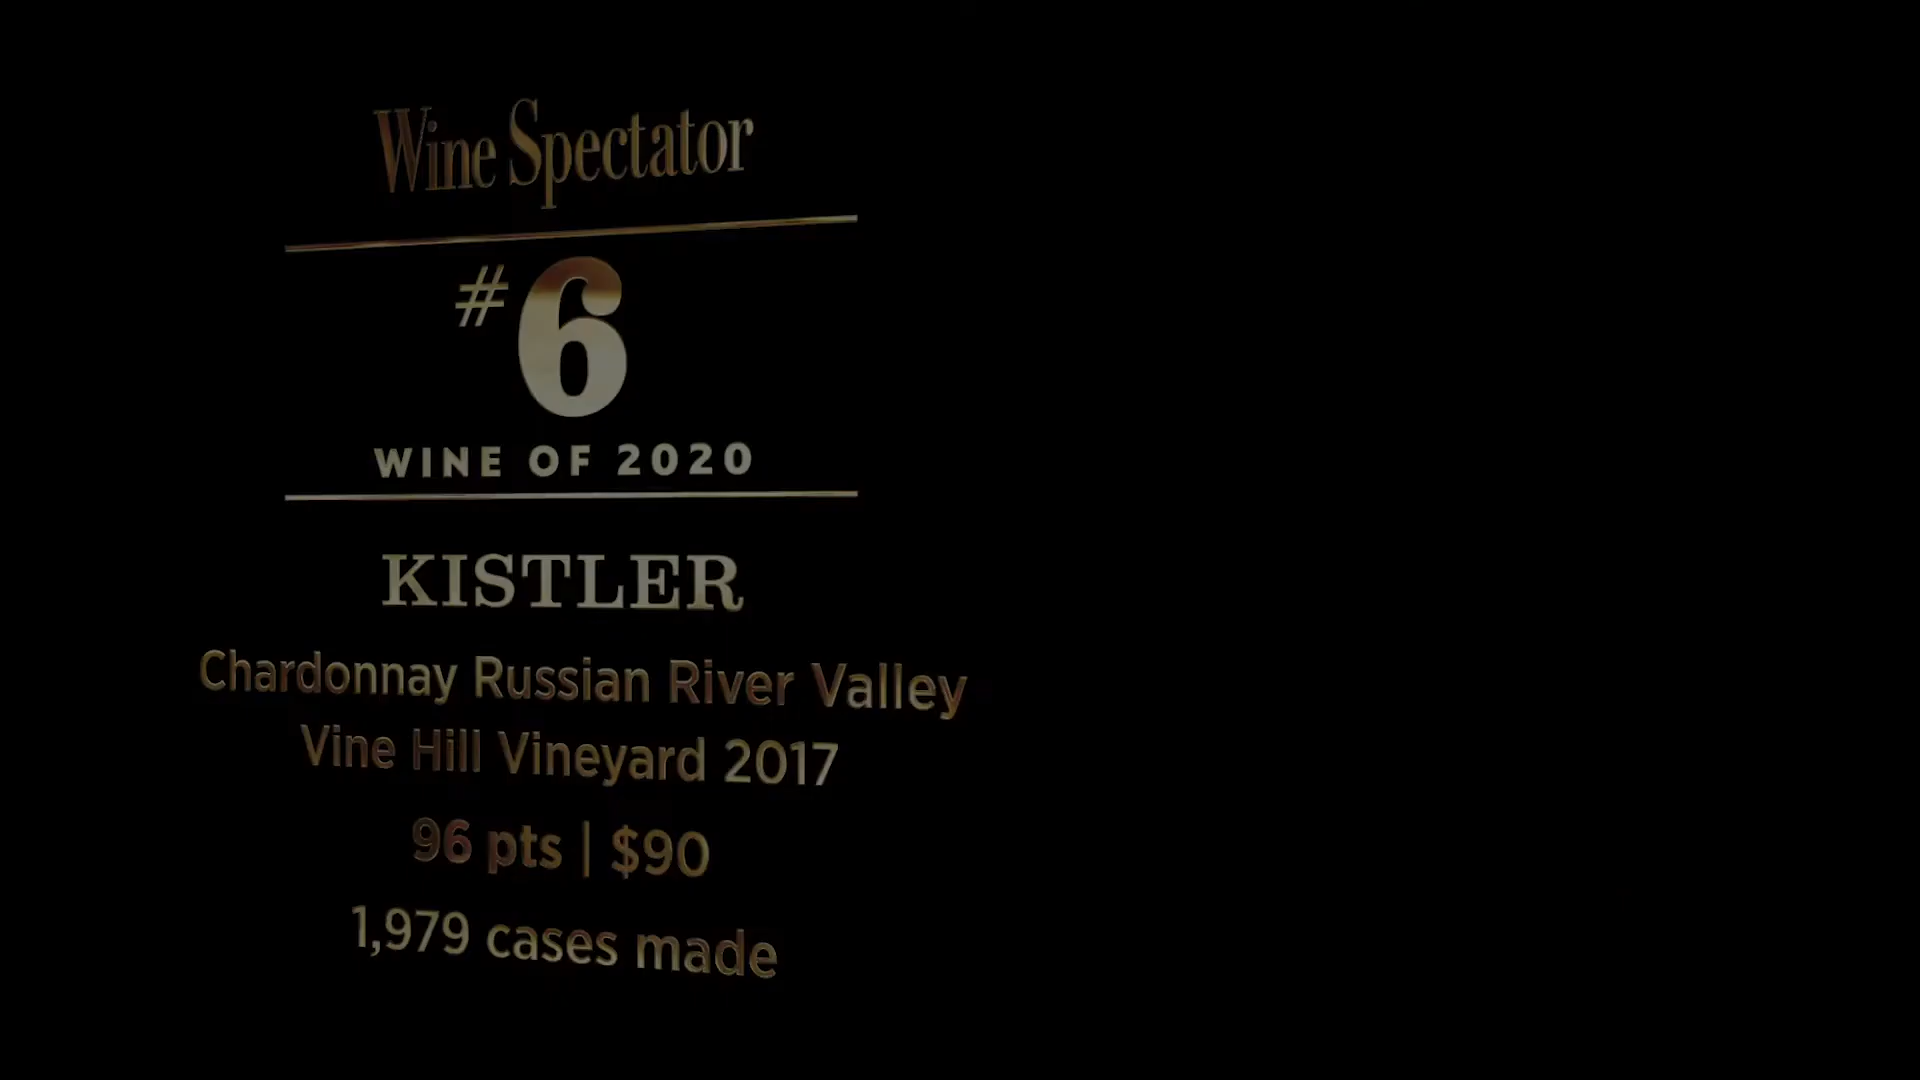 Wine Spectator
#6
WINE OF 2020
KISTLER
Chardonnay Russian River Valley
Vine Hill Vineyard 2017
96 pts | $90
1,979 cases made